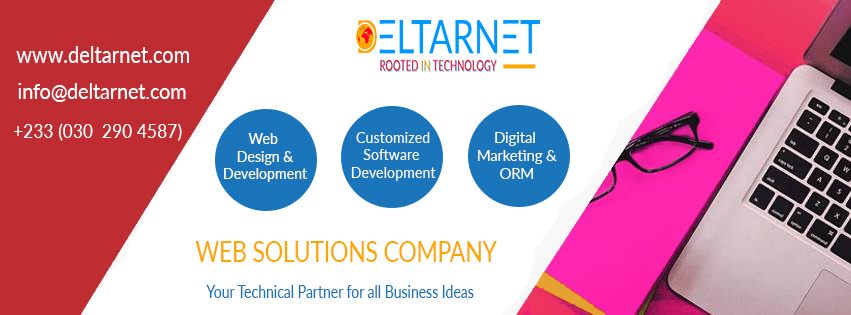 www.deltarnet.com
info@deltarnet.com
+233 (030 290 4587)
DELTARNET
ROOTED IN TECHNOLOGY
Web
Design &
Development
Customized
Software
Development
Digital
Marketing &
ORM
WEB SOLUTIONS COMPANY
Your Technical Partner for all Business Ideas